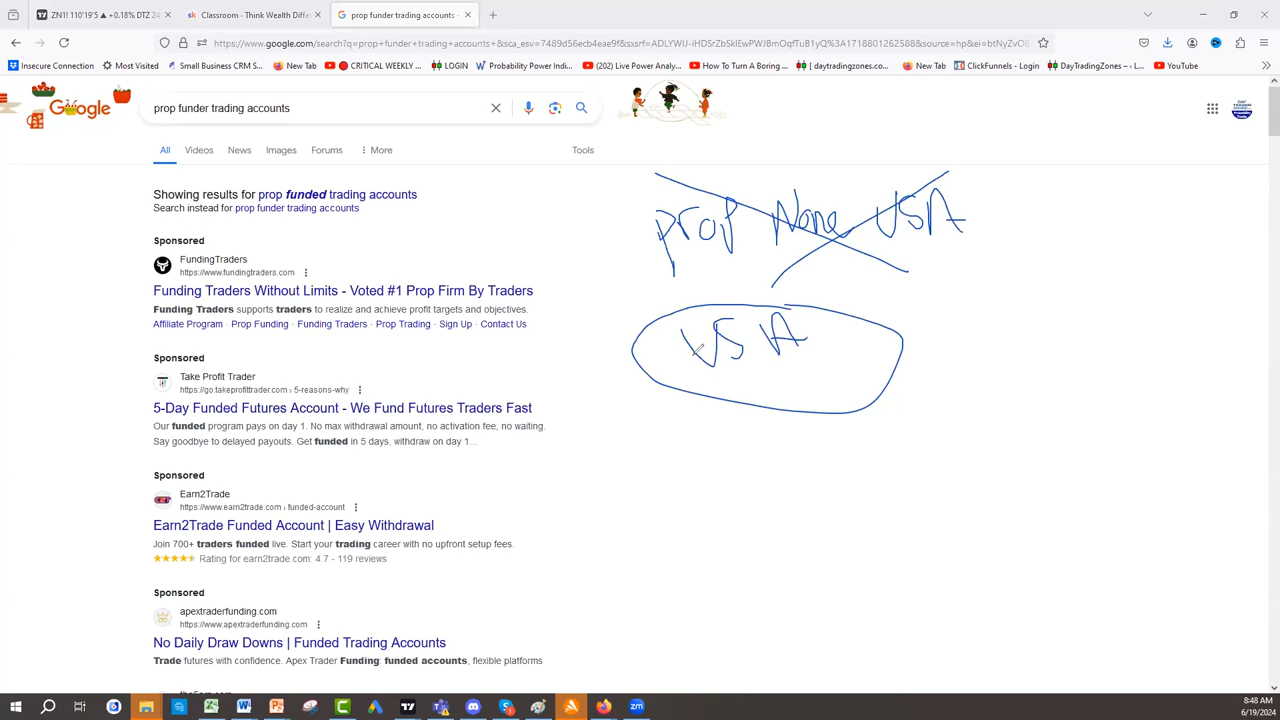 ZN1! 110'19'5 ▲ +0.18% DTZ 24
Classroom - Think Wealth Diffe
prop funder trading accounts -
https://www.google.com/search?q=prop+funder+trading+accounts+&sca_esv=7489d56ecb4eae9f&sxsrf=
Insecure Connection
Most Visited
Small Business CRM S...
New Tab
CRITICAL WEEKLY ...
LOGIN
Probability Power Indi...
(202) Live Power Analy...
How To Turn A Boring ...
[ daytradingzones.co...
New Tab
ClickFunnels - Login
DayTradingZones – ‹ L...
YouTube
Google
prop funder trading accounts
All Videos News Images Forums More Tools
Showing results for prop funded trading accounts
Search instead for prop funder trading accounts
Prop None USA
Sponsored
FundingTraders
https://www.fundingtraders.com
Funding Traders Without Limits - Voted #1 Prop Firm By Traders
Funding Traders supports traders to realize and achieve profit targets and objectives.
Affiliate Program · Prop Funding · Funding Traders · Prop Trading · Sign Up · Contact Us
USA
Sponsored
Take Profit Trader
https://go.takeprofittrader.com › 5-reasons-why
5-Day Funded Futures Account - We Fund Futures Traders Fast
Our funded program pays on day 1. No max withdrawal amount, no activation fee, no waiting.
Say goodbye to delayed payouts. Get funded in 5 days, withdraw on day 1...
Sponsored
Earn2Trade
https://www.earn2trade.com › funded-account
Earn2Trade Funded Account | Easy Withdrawal
Join 700+ traders funded live. Start your trading career with no upfront setup fees.
Rating for earn2trade.com: 4.7 - 119 reviews
Sponsored
apextraderfunding.com
https://www.apextraderfunding.com
No Daily Draw Downs | Funded Trading Accounts
Trade futures with confidence. Apex Trader Funding: funded accounts, flexible platforms
8:48 AM
6/19/2024